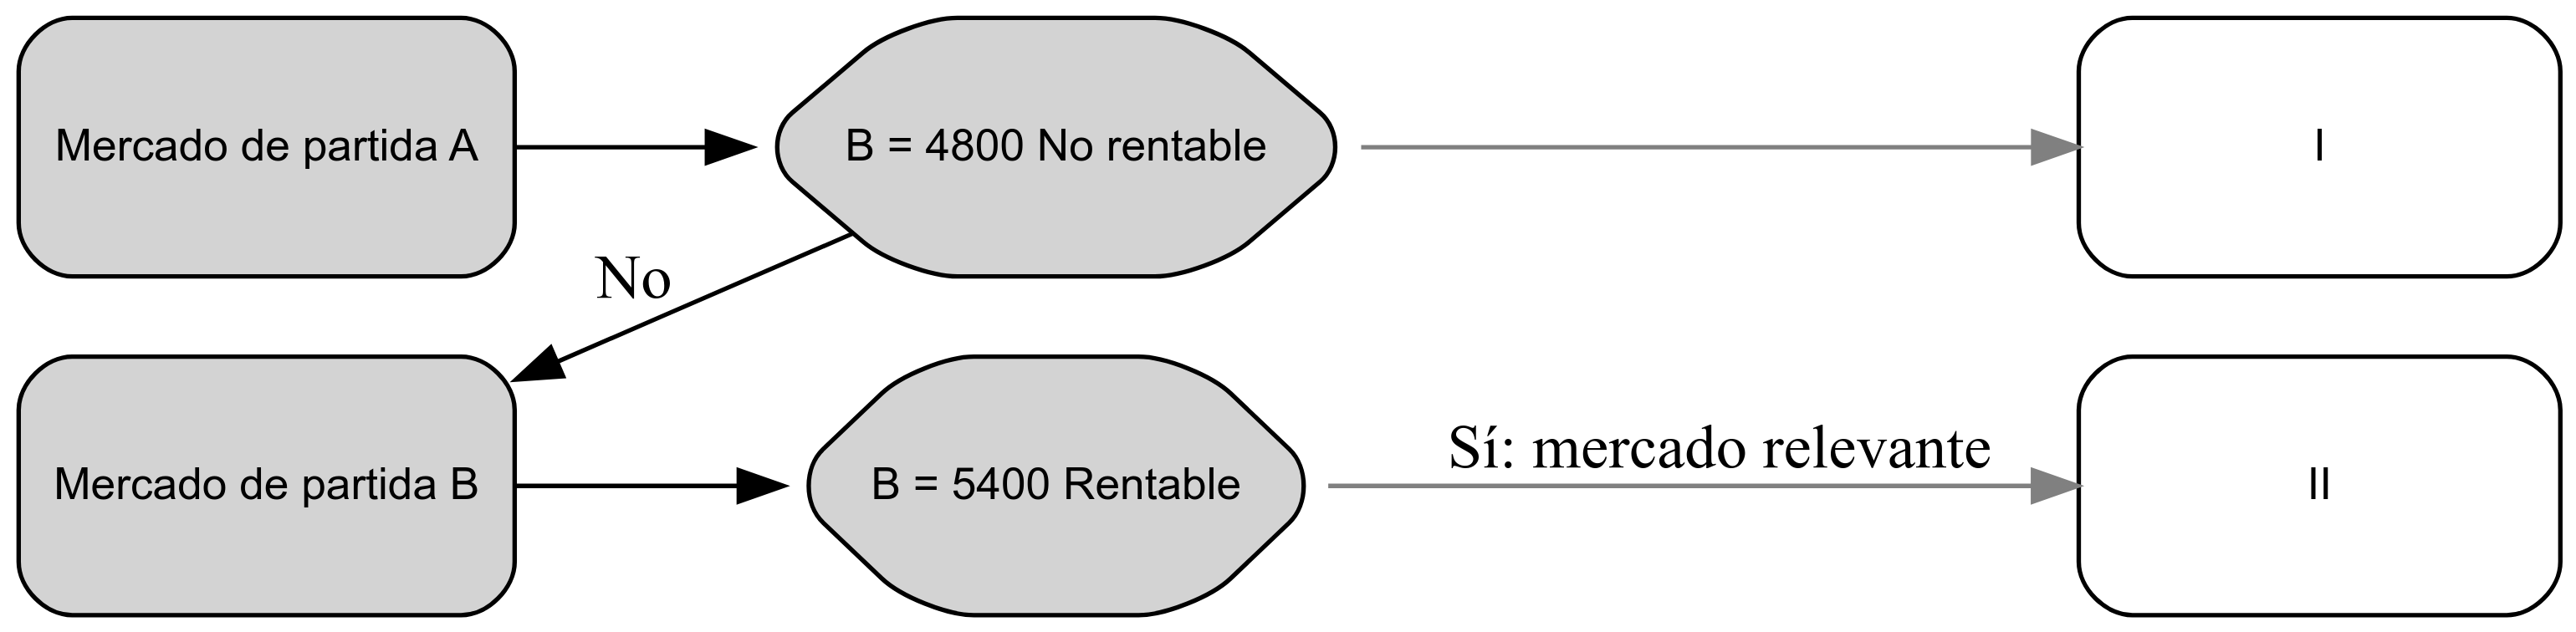 Mercado de partida A
B = 4800 No rentable
I
No
Mercado de partida B
B = 5400 Rentable
Sí: mercado relevante
II